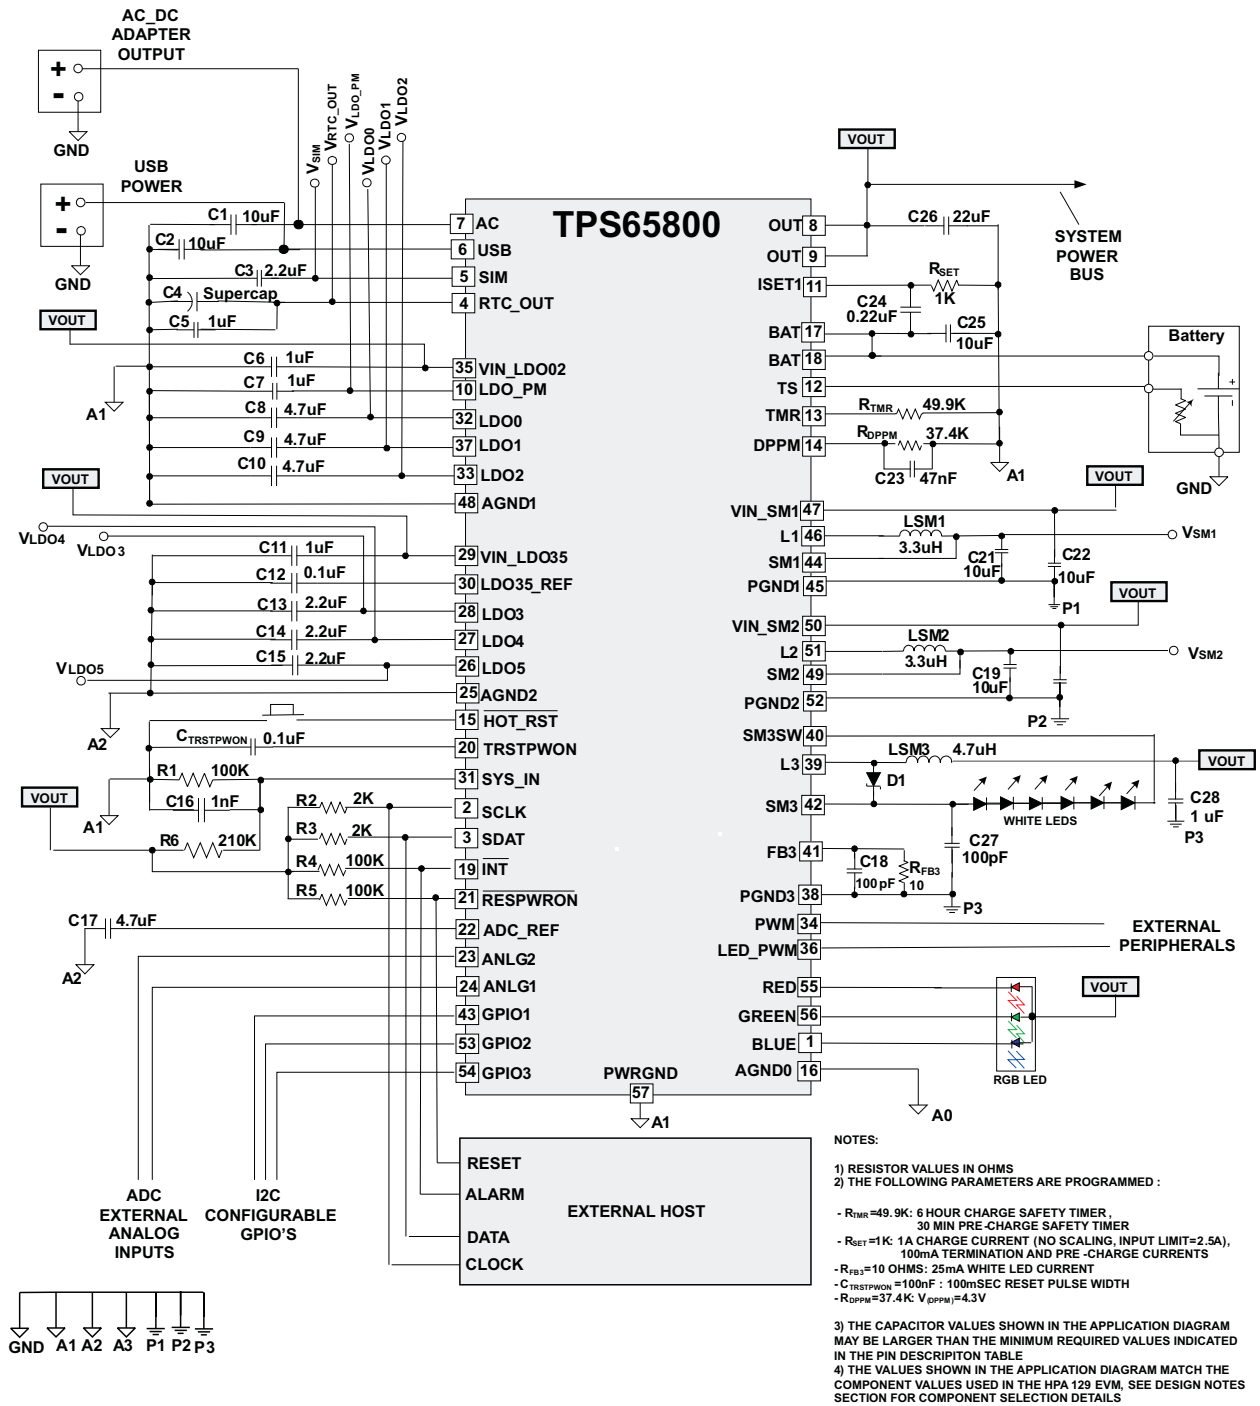 AC_DC
ADAPTER
OUTPUT
+
-
GND
USB
POWER
+
-
GND
VSIM
VRTC_OUT
VLDO_PM
VLDO0
VLDO1
VLDO2
TPS65800
C1 10uF
7 AC
C2 10uF
6 USB
C3 2.2uF
5 SIM
C4 Supercap
4 RTC_OUT
C5 1uF
VOUT
C6 1uF
35 VIN_LDO02
C7 1uF
10 LDO_PM
A1
C8 4.7uF
32 LDO0
C9 4.7uF
37 LDO1
C10 4.7uF
33 LDO2
VOUT
48 AGND1
VLDO4
VLDO3
C11 1uF
29 VIN_LDO35
C12 0.1uF
30 LDO35_REF
C13 2.2uF
28 LDO3
C14 2.2uF
27 LDO4
C15 2.2uF
26 LDO5
VLDO5
25 AGND2
A2
15 HOT_RST
CTRSTPWON 0.1uF
20 TRSTPWON
R1 100K
31 SYS_IN
VOUT
C16 1nF
A1
R2 2K
2 SCLK
R6 210K
R3 2K
3 SDAT
R4 100K
19 INT
R5 100K
21 RESPWRON
C17 4.7uF
22 ADC_REF
A2
23 ANLG2
24 ANLG1
43 GPIO1
53 GPIO2
54 GPIO3
PWRGND
57
A1
VOUT
OUT 8
C26 22uF
SYSTEM
POWER
BUS
OUT 9
ISET1 11
RSET
1K
C24
0.22uF
BAT 17
C25
10uF
BAT 18
Battery
+
-
TS 12
TMR 13
RTMR 49.9K
DPPM 14
RDPPM 37.4K
C23 47nF
A1
GND
VOUT
VIN_SM1 47
L1 46
LSM1
3.3uH
VSM1
SM1 44
C21
10uF
C22
10uF
PGND1 45
P1
VOUT
VIN_SM2 50
L2 51
LSM2
3.3uH
VSM2
SM2 49
C19
10uF
PGND2 52
P2
SM3SW 40
L3 39
LSM3 4.7uH
VOUT
D1
SM3 42
WHITE LEDS
C28
1 uF
P3
C27
100pF
FB3 41
C18
100pF
RFB3
10
PGND3 38
P3
PWM 34
LED_PWM 36
EXTERNAL
PERIPHERALS
RED 55
VOUT
GREEN 56
BLUE 1
RGB LED
AGND0 16
A0
RESET
ALARM
EXTERNAL HOST
DATA
CLOCK
ADC
EXTERNAL
ANALOG
INPUTS
I2C
CONFIGURABLE
GPIO'S
GND A1 A2 A3 P1 P2 P3
NOTES:
1) RESISTOR VALUES IN OHMS
2) THE FOLLOWING PARAMETERS ARE PROGRAMMED :
- RTMR=49.9K: 6 HOUR CHARGE SAFETY TIMER ,
30 MIN PRE-CHARGE SAFETY TIMER
- RSET=1K: 1A CHARGE CURRENT (NO SCALING, INPUT LIMIT=2.5A),
100mA TERMINATION AND PRE -CHARGE CURRENTS
- RFB3=10 OHMS: 25mA WHITE LED CURRENT
- CTRSTPWON =100nF : 100mSEC RESET PULSE WIDTH
- RDPPM=37.4K: V(DPPM)=4.3V
3) THE CAPACITOR VALUES SHOWN IN THE APPLICATION DIAGRAM
MAY BE LARGER THAN THE MINIMUM REQUIRED VALUES INDICATED
IN THE PIN DESCRIPITON TABLE
4) THE VALUES SHOWN IN THE APPLICATION DIAGRAM MATCH THE
COMPONENT VALUES USED IN THE HPA 129 EVM, SEE DESIGN NOTES
SECTION FOR COMPONENT SELECTION DETAILS